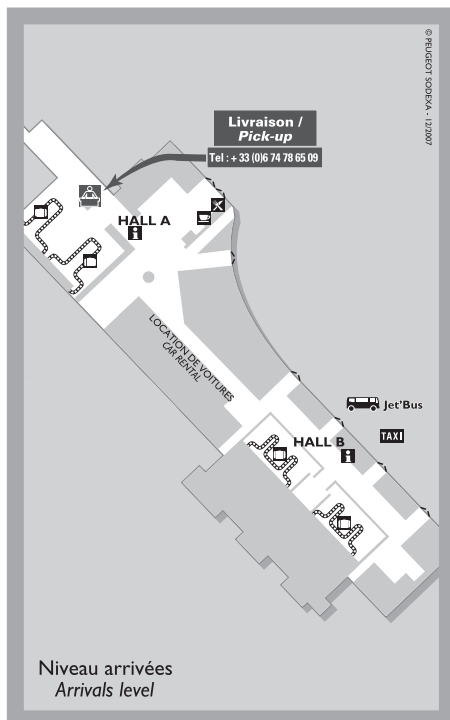 © PEUGEOT SODEXA - 12/2007
Livraison /
Pick-up
Tel : + 33 (0)6 74 78 65 09
HALL A
i
LOCATION DE VOITURES
CAR RENTAL
Jet'Bus
TAXI
HALL B
i
Niveau arrivées
Arrivals level